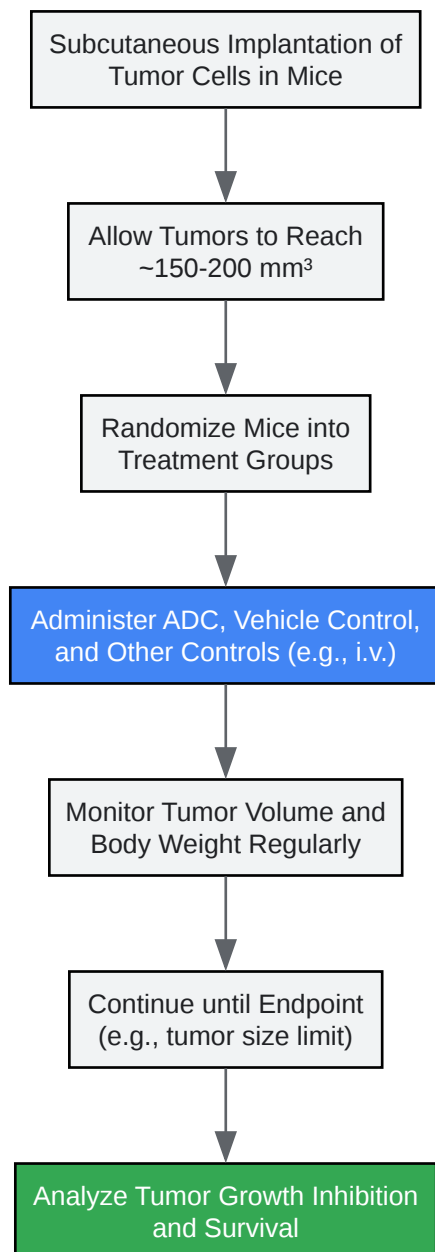 Subcutaneous Implantation of
Tumor Cells in Mice
Allow Tumors to Reach
~150-200 mm³
Randomize Mice into
Treatment Groups
Administer ADC, Vehicle Control,
and Other Controls (e.g., i.v.)
Monitor Tumor Volume and
Body Weight Regularly
Continue until Endpoint
(e.g., tumor size limit)
Analyze Tumor Growth Inhibition
and Survival